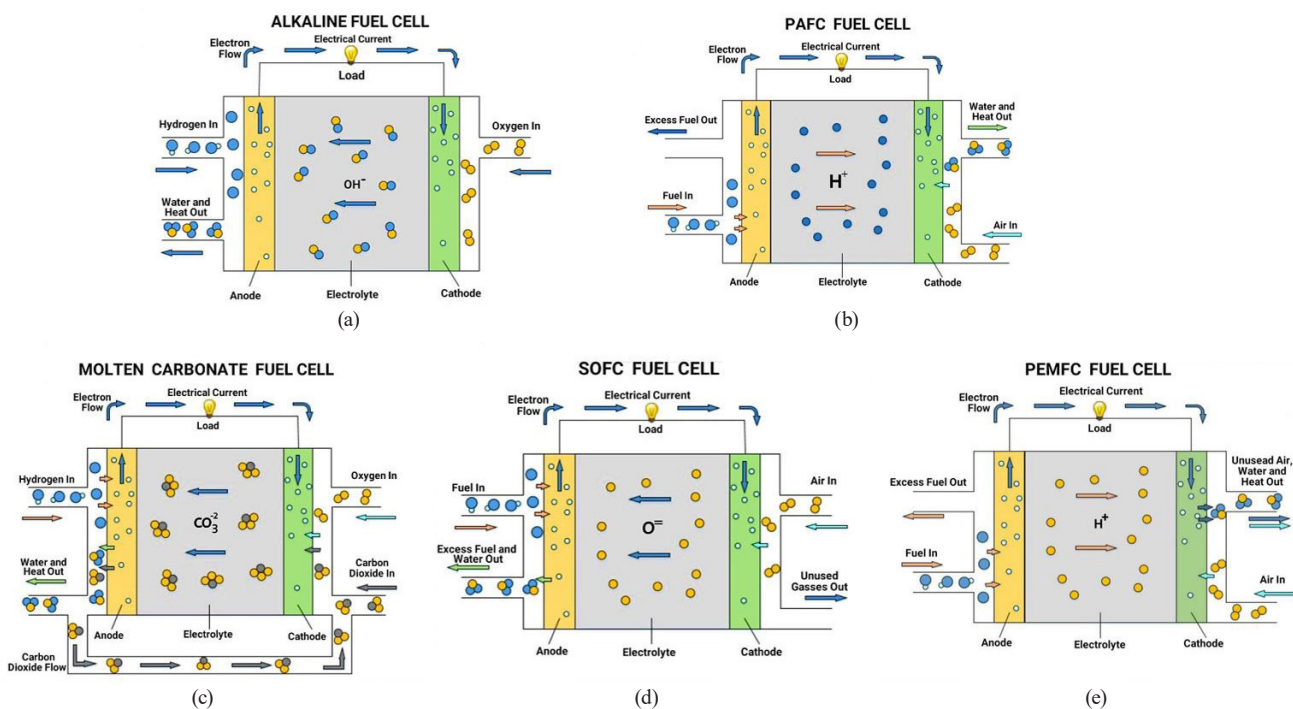 ALKALINE FUEL CELL
Electrical Current
Electron
Flow
Load
Hydrogen In
Oxygen In
OH⁻
Water and
Heat Out
Anode
Electrolyte
Cathode
(a)
PAFC FUEL CELL
Electrical Current
Electron
Flow
Load
Excess Fuel Out
Water and
Heat Out
H⁺
Fuel In
Air In
Anode
Electrolyte
Cathode
(b)
MOLTEN CARBONATE FUEL CELL
Electrical Current
Electron
Flow
Load
Hydrogen In
Oxygen In
CO₃⁻²
Water and
Heat Out
Carbon
Dioxide In
Anode
Electrolyte
Cathode
Carbon
Dioxide Flow
(c)
SOFC FUEL CELL
Electrical Current
Electron
Flow
Load
Fuel In
Air In
O⁼
Excess Fuel and
Water Out
Unused
Gasses Out
Anode
Electrolyte
Cathode
(d)
PEMFC FUEL CELL
Electrical Current
Electron
Flow
Load
Excess Fuel Out
Unusead Air,
Water and
Heat Out
H⁺
Fuel In
Air In
Anode
Electrolyte
Cathode
(e)